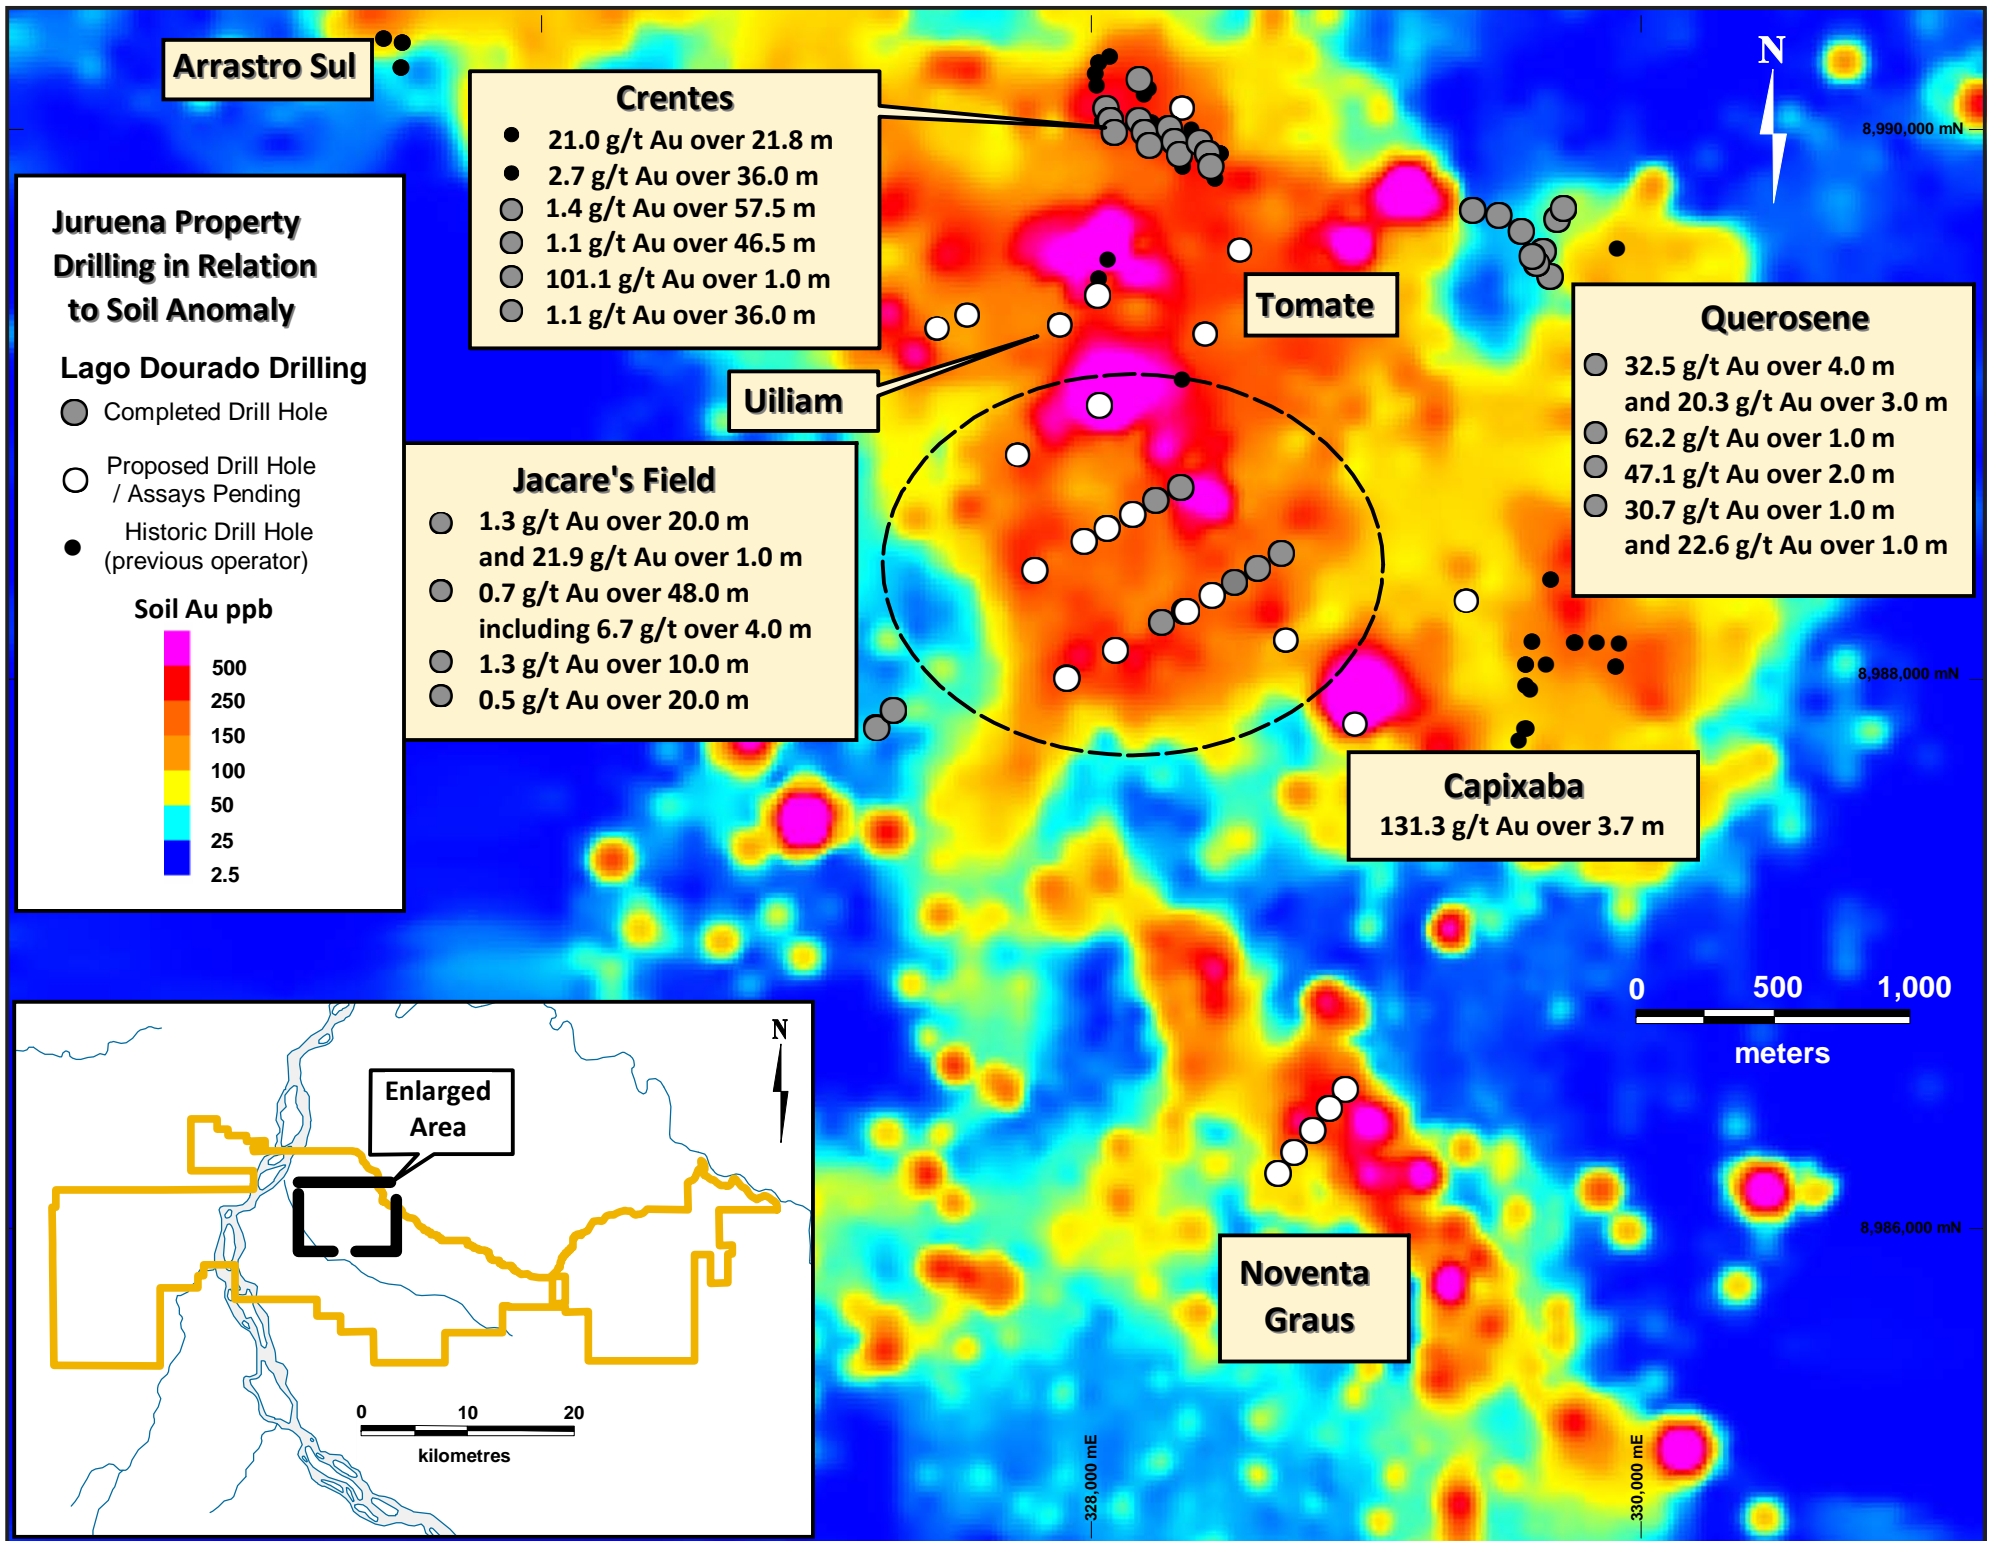 Arrastro Sul
N
8,990,000 mN
Crentes
21.0 g/t Au over 21.8 m
2.7 g/t Au over 36.0 m
1.4 g/t Au over 57.5 m
1.1 g/t Au over 46.5 m
101.1 g/t Au over 1.0 m
1.1 g/t Au over 36.0 m
Juruena Property
Drilling in Relation
to Soil Anomaly
Lago Dourado Drilling
Completed Drill Hole
Proposed Drill Hole
/ Assays Pending
Historic Drill Hole
(previous operator)
Soil Au ppb
500
250
150
100
50
25
2.5
Tomate
Uiliam
Querosene
32.5 g/t Au over 4.0 m
and 20.3 g/t Au over 3.0 m
62.2 g/t Au over 1.0 m
47.1 g/t Au over 2.0 m
30.7 g/t Au over 1.0 m
and 22.6 g/t Au over 1.0 m
Jacare's Field
1.3 g/t Au over 20.0 m
and 21.9 g/t Au over 1.0 m
0.7 g/t Au over 48.0 m
including 6.7 g/t over 4.0 m
1.3 g/t Au over 10.0 m
0.5 g/t Au over 20.0 m
8,988,000 mN
Capixaba
131.3 g/t Au over 3.7 m
0 500 1,000
meters
N
Enlarged
Area
0 10 20
kilometres
8,986,000 mN
Noventa
Graus
328,000 mE
330,000 mE